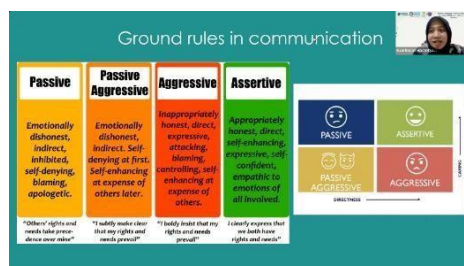 Ground rules in communication
Passive
Emotionally
dishonest,
indirect,
inhibited,
self-denying,
blaming,
apologetic.
"Others' rights and
needs take prece-
dence over mine"
Passive
Aggressive
Emotionally
dishonest,
indirect. Self-
denying at first.
Self-enhancing
at expense of
others later.
"I subtly make clear
that my rights and
needs prevail"
Aggressive
Inappropriately
honest, direct,
expressive,
attacking,
blaming,
controlling, self-
enhancing at
expense of
others.
"I boldly insist that my
rights and needs
prevail"
Assertive
Appropriately
honest, direct,
self-enhancing,
expressive, self-
confident,
empathic to
emotions of
all involved.
"I clearly express that
we both have
rights and needs"
PASSIVE
ASSERTIVE
PASSIVE
AGGRESSIVE
AGGRESSIVE
DIRECTNESS
CARING